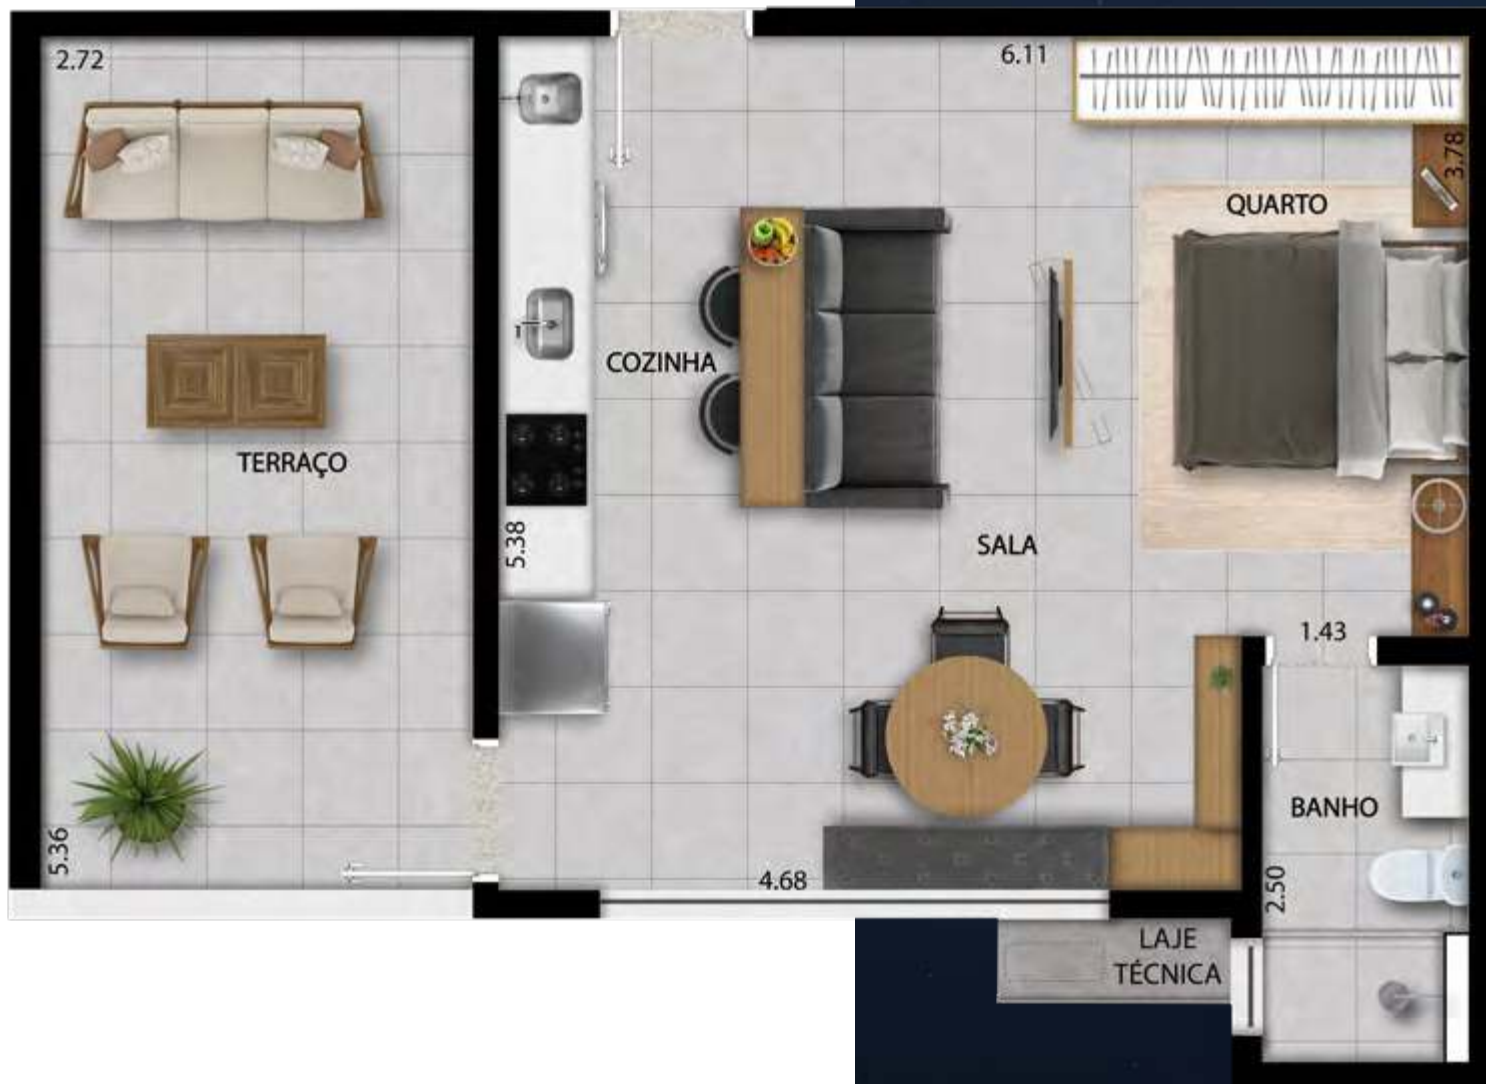 2.72
6.11
3.78
QUARTO
COZINHA
TERRAÇO
5.38
SALA
1.43
BANHO
5.36
4.68
2.50
LAJE
TÉCNICA